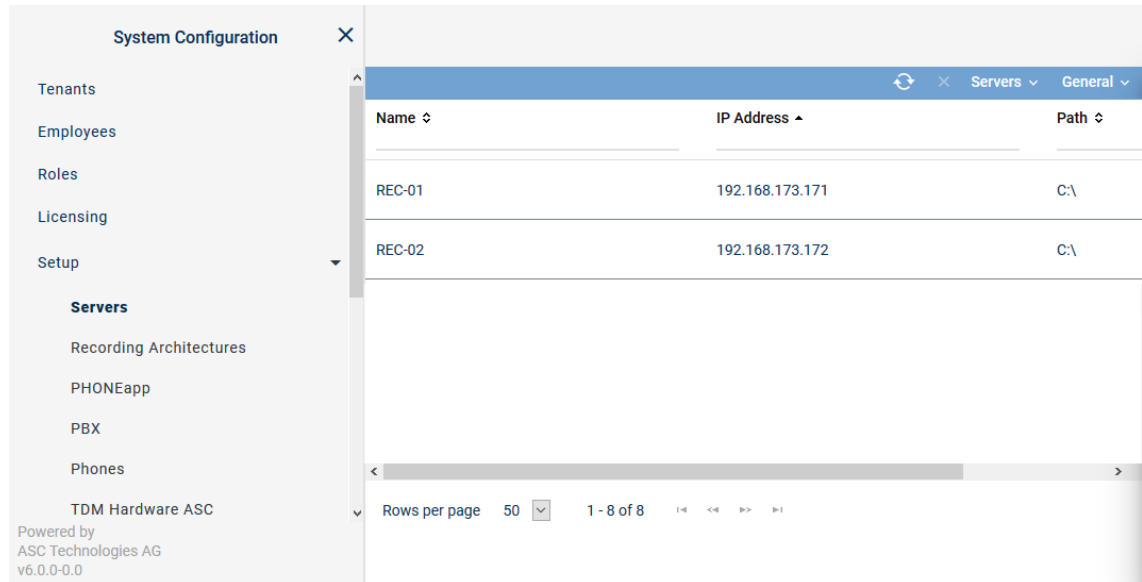 System Configuration
Tenants
Employees
Roles
Licensing
Setup
Servers
Recording Architectures
PHONEapp
PBX
Phones
TDM Hardware ASC
Powered by
ASC Technologies AG
v6.0.0-0.0
Servers General
Name IP Address Path
REC-01 192.168.173.171 C:\
REC-02 192.168.173.172 C:\
Rows per page 50 1 - 8 of 8